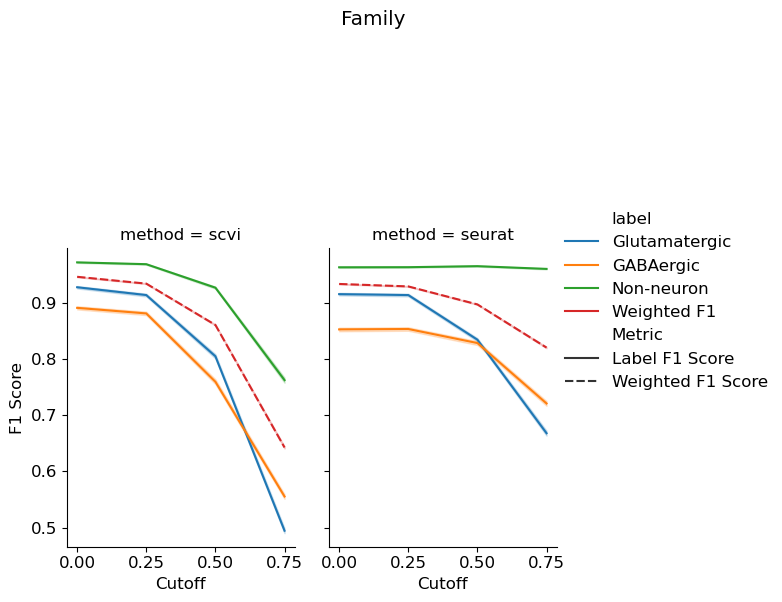 Family
method = scvi
method = seurat
F1 Score
0.9
0.8
0.7
0.6
0.5
0.00 0.25 0.50 0.75
0.00 0.25 0.50 0.75
Cutoff
Cutoff
label
Glutamatergic
GABAergic
Non-neuron
Weighted F1
Metric
Label F1 Score
Weighted F1 Score